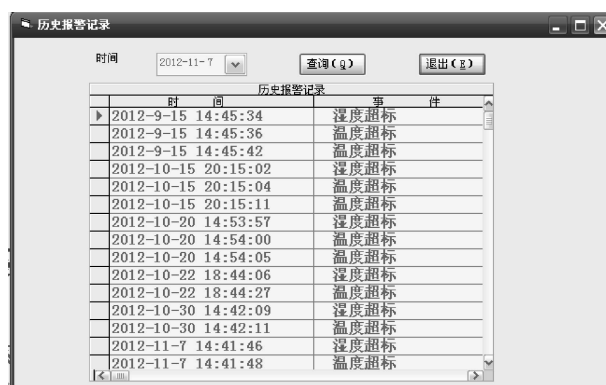 历史报警记录
时间 2012-11-7 查询(Q) 退出(E)
历史报警记录
时 间 事 件
2012-9-15 14:45:34 湿度超标
2012-9-15 14:45:36 温度超标
2012-9-15 14:45:42 温度超标
2012-10-15 20:15:02 湿度超标
2012-10-15 20:15:04 温度超标
2012-10-15 20:15:11 温度超标
2012-10-20 14:53:57 湿度超标
2012-10-20 14:54:00 温度超标
2012-10-20 14:54:05 温度超标
2012-10-22 18:44:06 湿度超标
2012-10-22 18:44:27 温度超标
2012-10-30 14:42:09 湿度超标
2012-10-30 14:42:11 温度超标
2012-11-7 14:41:46 湿度超标
2012-11-7 14:41:48 温度超标